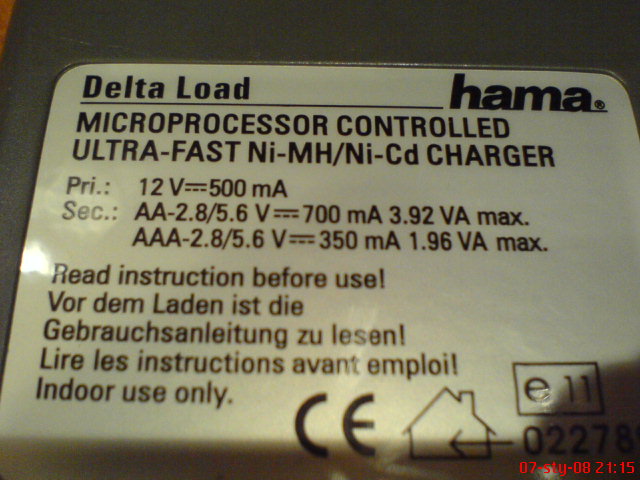 Delta Load hama®
MICROPROCESSOR CONTROLLED
ULTRA-FAST Ni-MH/Ni-Cd CHARGER
Pri.: 12 V⎓500 mA
Sec.: AA-2.8/5.6 V⎓700 mA 3.92 VA max.
AAA-2.8/5.6 V⎓350 mA 1.96 VA max.
Read instruction before use!
Vor dem Laden ist die
Gebrauchsanleitung zu lesen!
Lire les instructions avant emploi!
Indoor use only.
CE
e 11
02278
07-sty-08 21:15